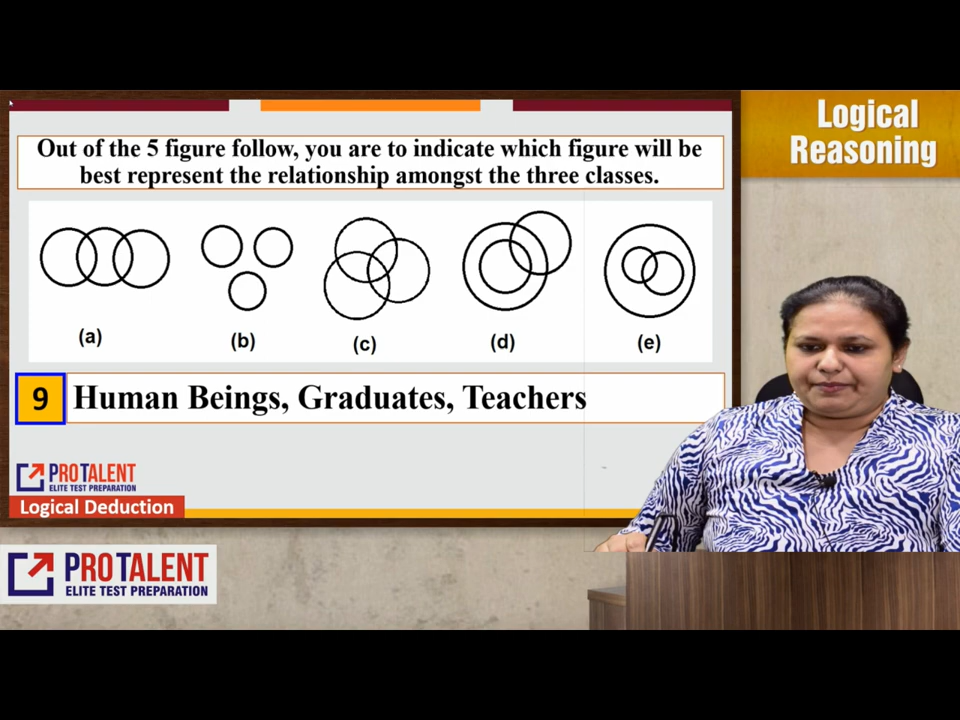 Logical
Reasoning
Out of the 5 figure follow, you are to indicate which figure will be
best represent the relationship amongst the three classes.
(a)
(b)
(c)
(d)
(e)
9
Human Beings, Graduates, Teachers
PROTALENT
ELITE TEST PREPARATION
Logical Deduction
PROTALENT
ELITE TEST PREPARATION